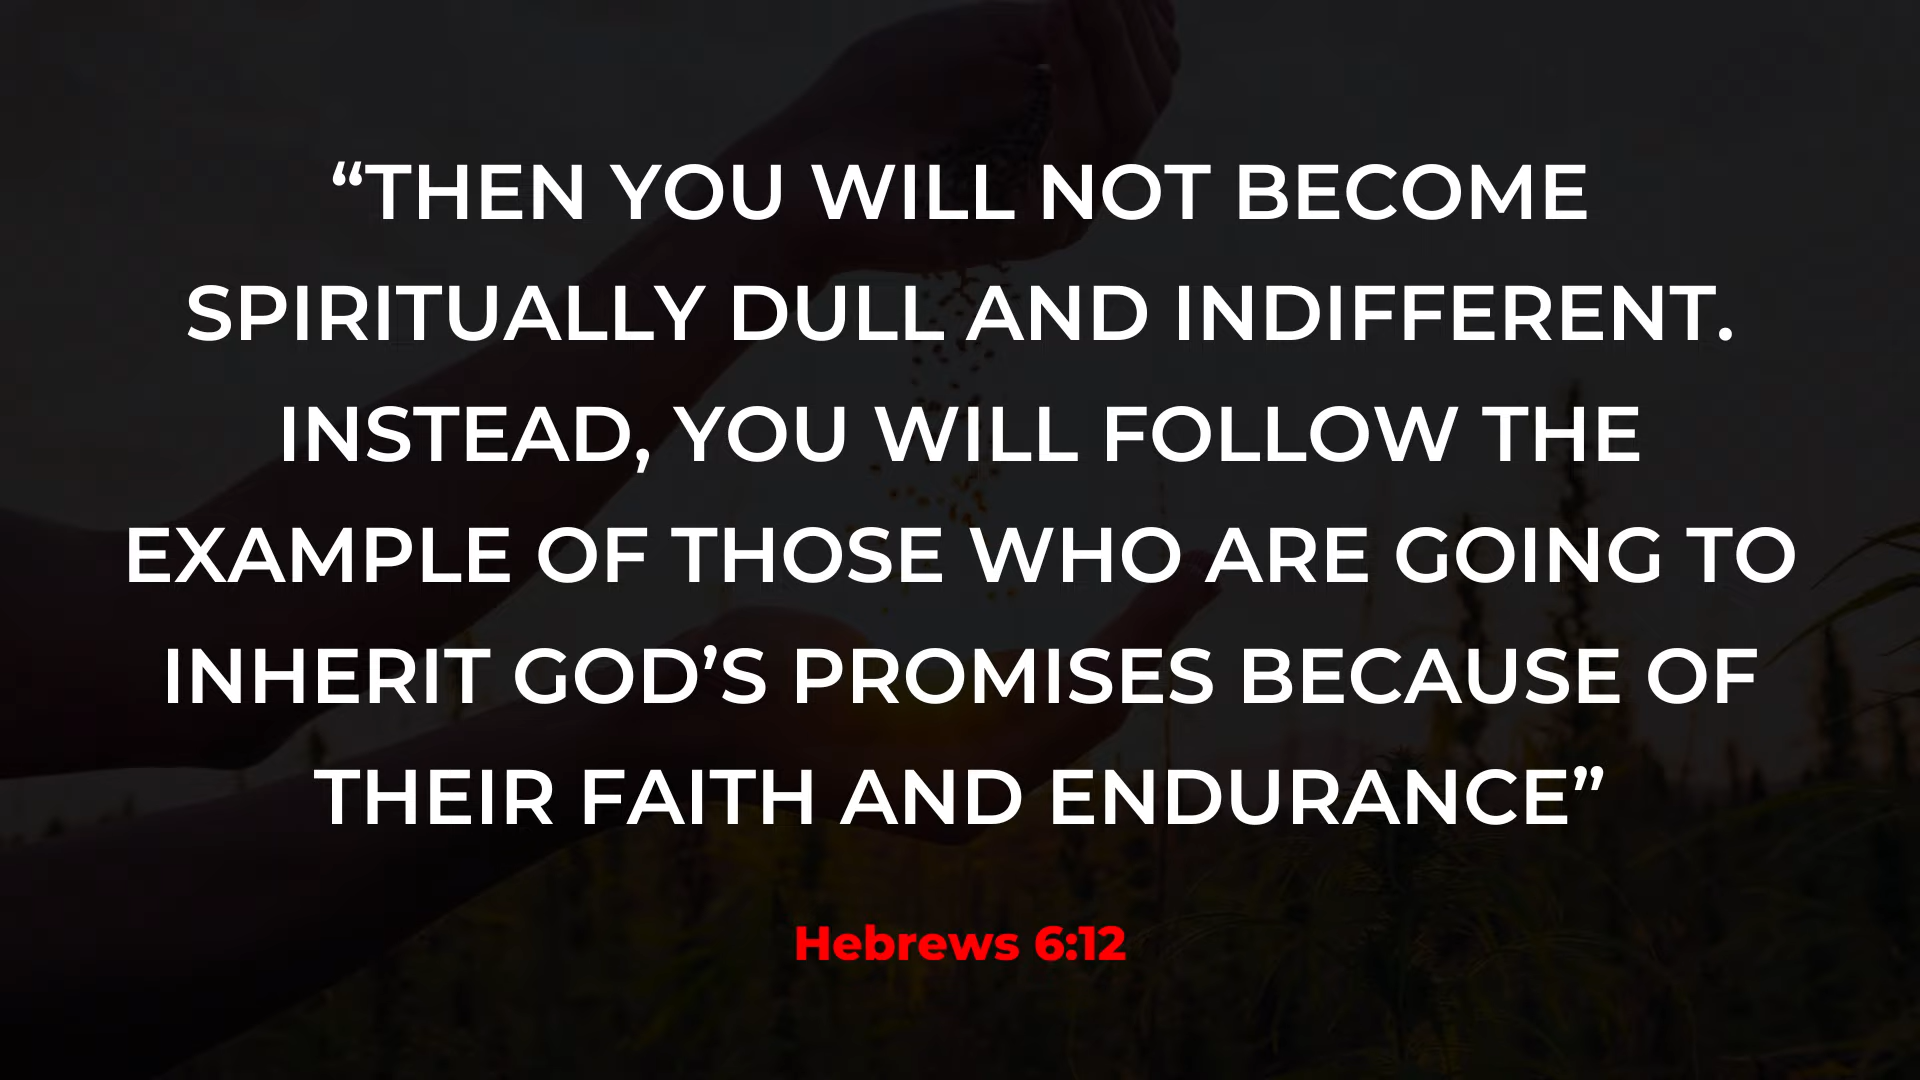 “THEN YOU WILL NOT BECOME
SPIRITUALLY DULL AND INDIFFERENT.
INSTEAD, YOU WILL FOLLOW THE
EXAMPLE OF THOSE WHO ARE GOING TO
INHERIT GOD’S PROMISES BECAUSE OF
THEIR FAITH AND ENDURANCE”
Hebrews 6:12